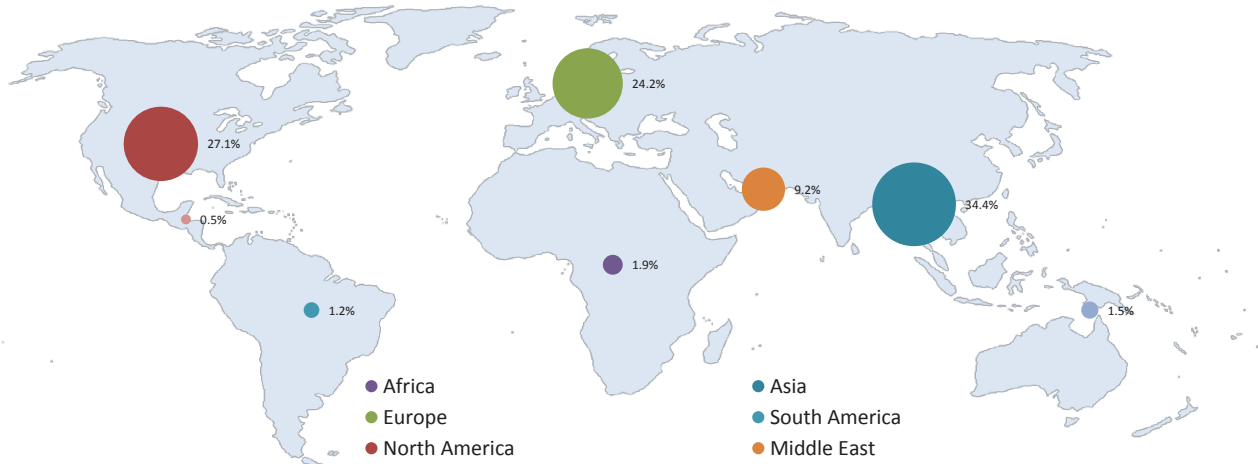 24.2%
27.1%
9.2%
34.4%
0.5%
1.9%
1.2%
1.5%
Africa
Europe
North America
Asia
South America
Middle East